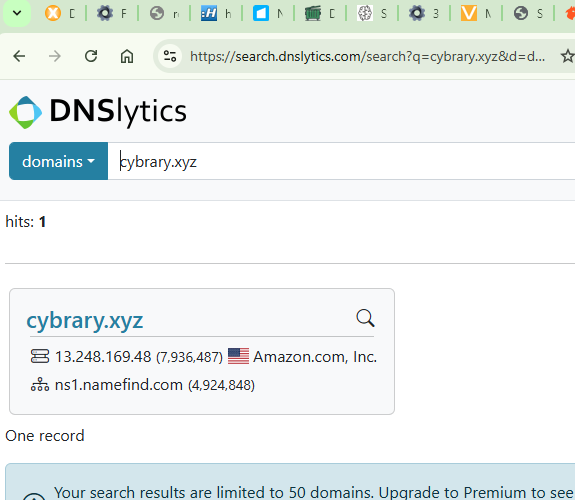 D
F
re
h
N
D
S
3
M
S
https://search.dnslytics.com/search?q=cybrary.xyz&d=d...
DNSlytics
domains
cybrary.xyz
hits: 1
cybrary.xyz
13.248.169.48 (7,936,487) Amazon.com, Inc.
ns1.namefind.com (4,924,848)
One record
Your search results are limited to 50 domains. Upgrade to Premium to see